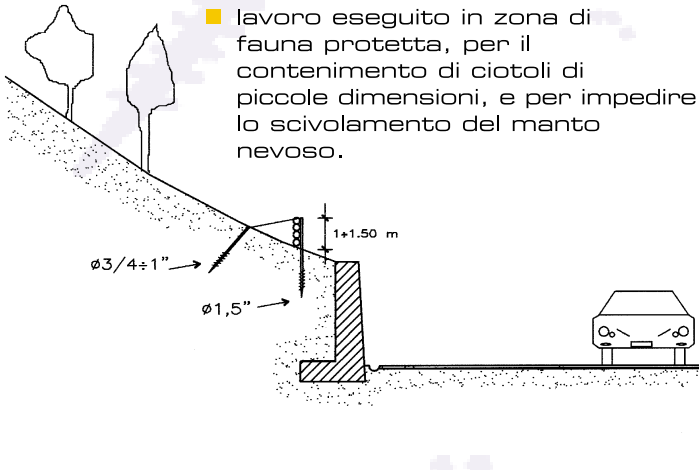 lavoro eseguito in zona di
fauna protetta, per il
contenimento di ciotoli di
piccole dimensioni, e per impedire
lo scivolamento del manto
nevoso.
1÷1.50 m
ø3/4÷1"
ø1,5"